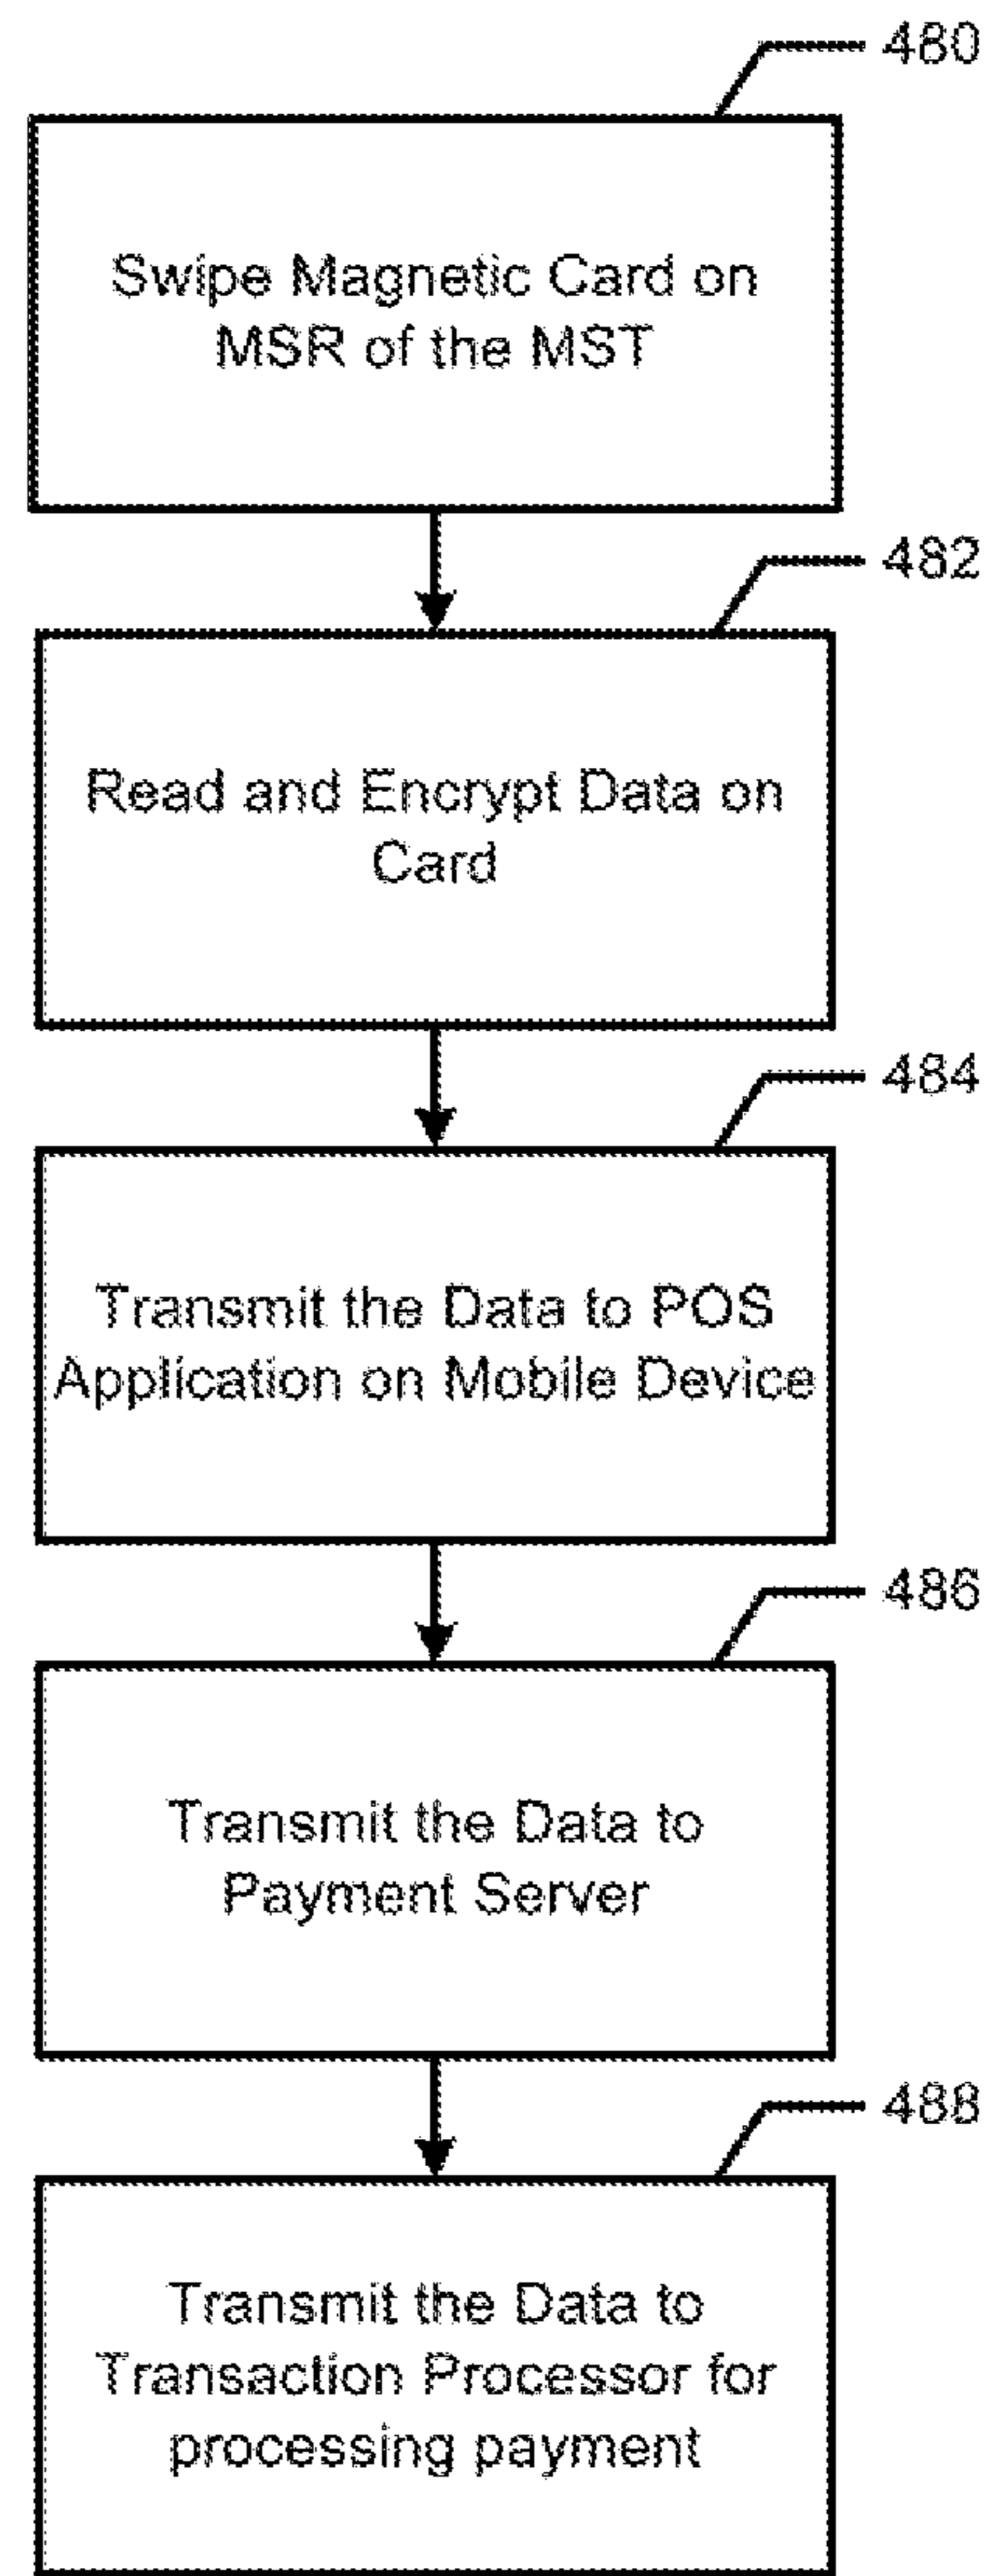 480
Swipe Magnetic Card on
MSR of the MST
482
Read and Encrypt Data on
Card
484
Transmit the Data to POS
Application on Mobile Device
486
Transmit the Data to
Payment Server
488
Transmit the Data to
Transaction Processor for
processing payment